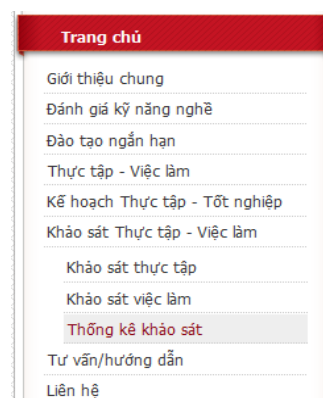 Trang chủ
Giới thiệu chung
Đánh giá kỹ năng nghề
Đào tạo ngắn hạn
Thực tập - Việc làm
Kế hoạch Thực tập - Tốt nghiệp
Khảo sát Thực tập - Việc làm
Khảo sát thực tập
Khảo sát việc làm
Thống kê khảo sát
Tư vấn/hướng dẫn
Liên hệ